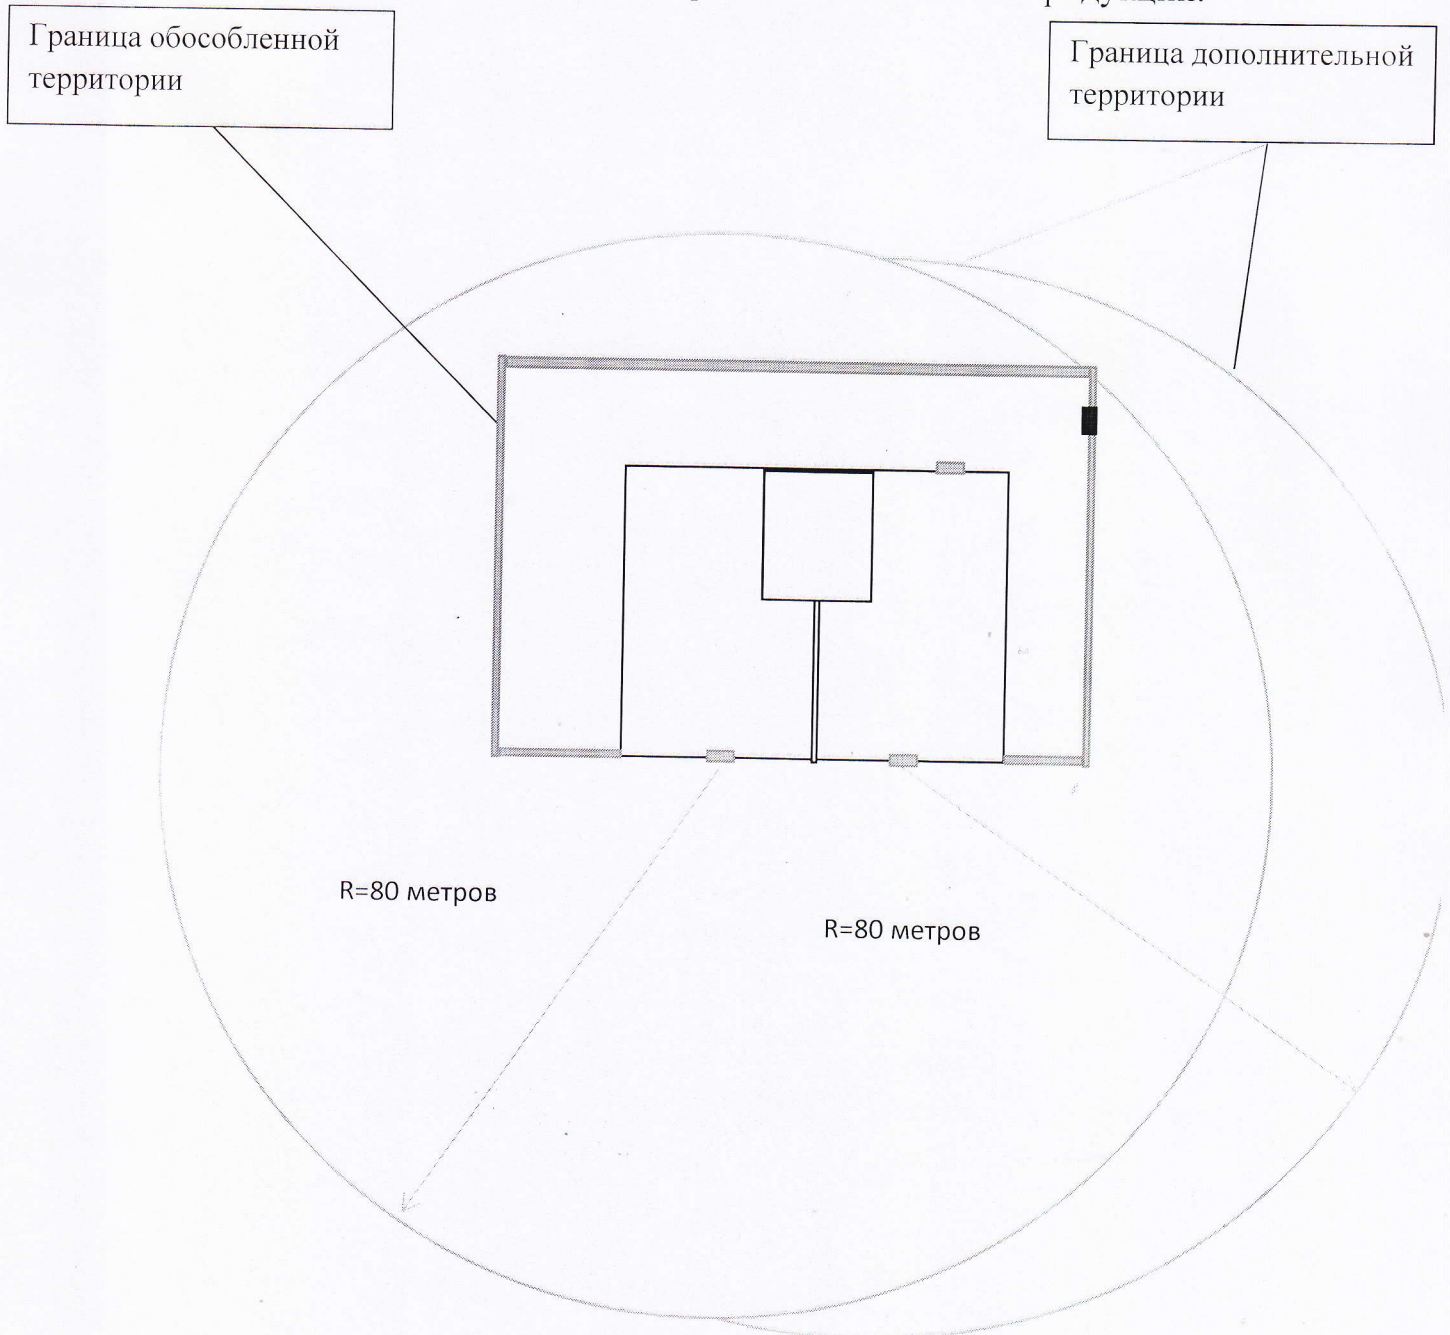 Граница обособленной
территории
Граница дополнительной
территории
R=80 метров
R=80 метров